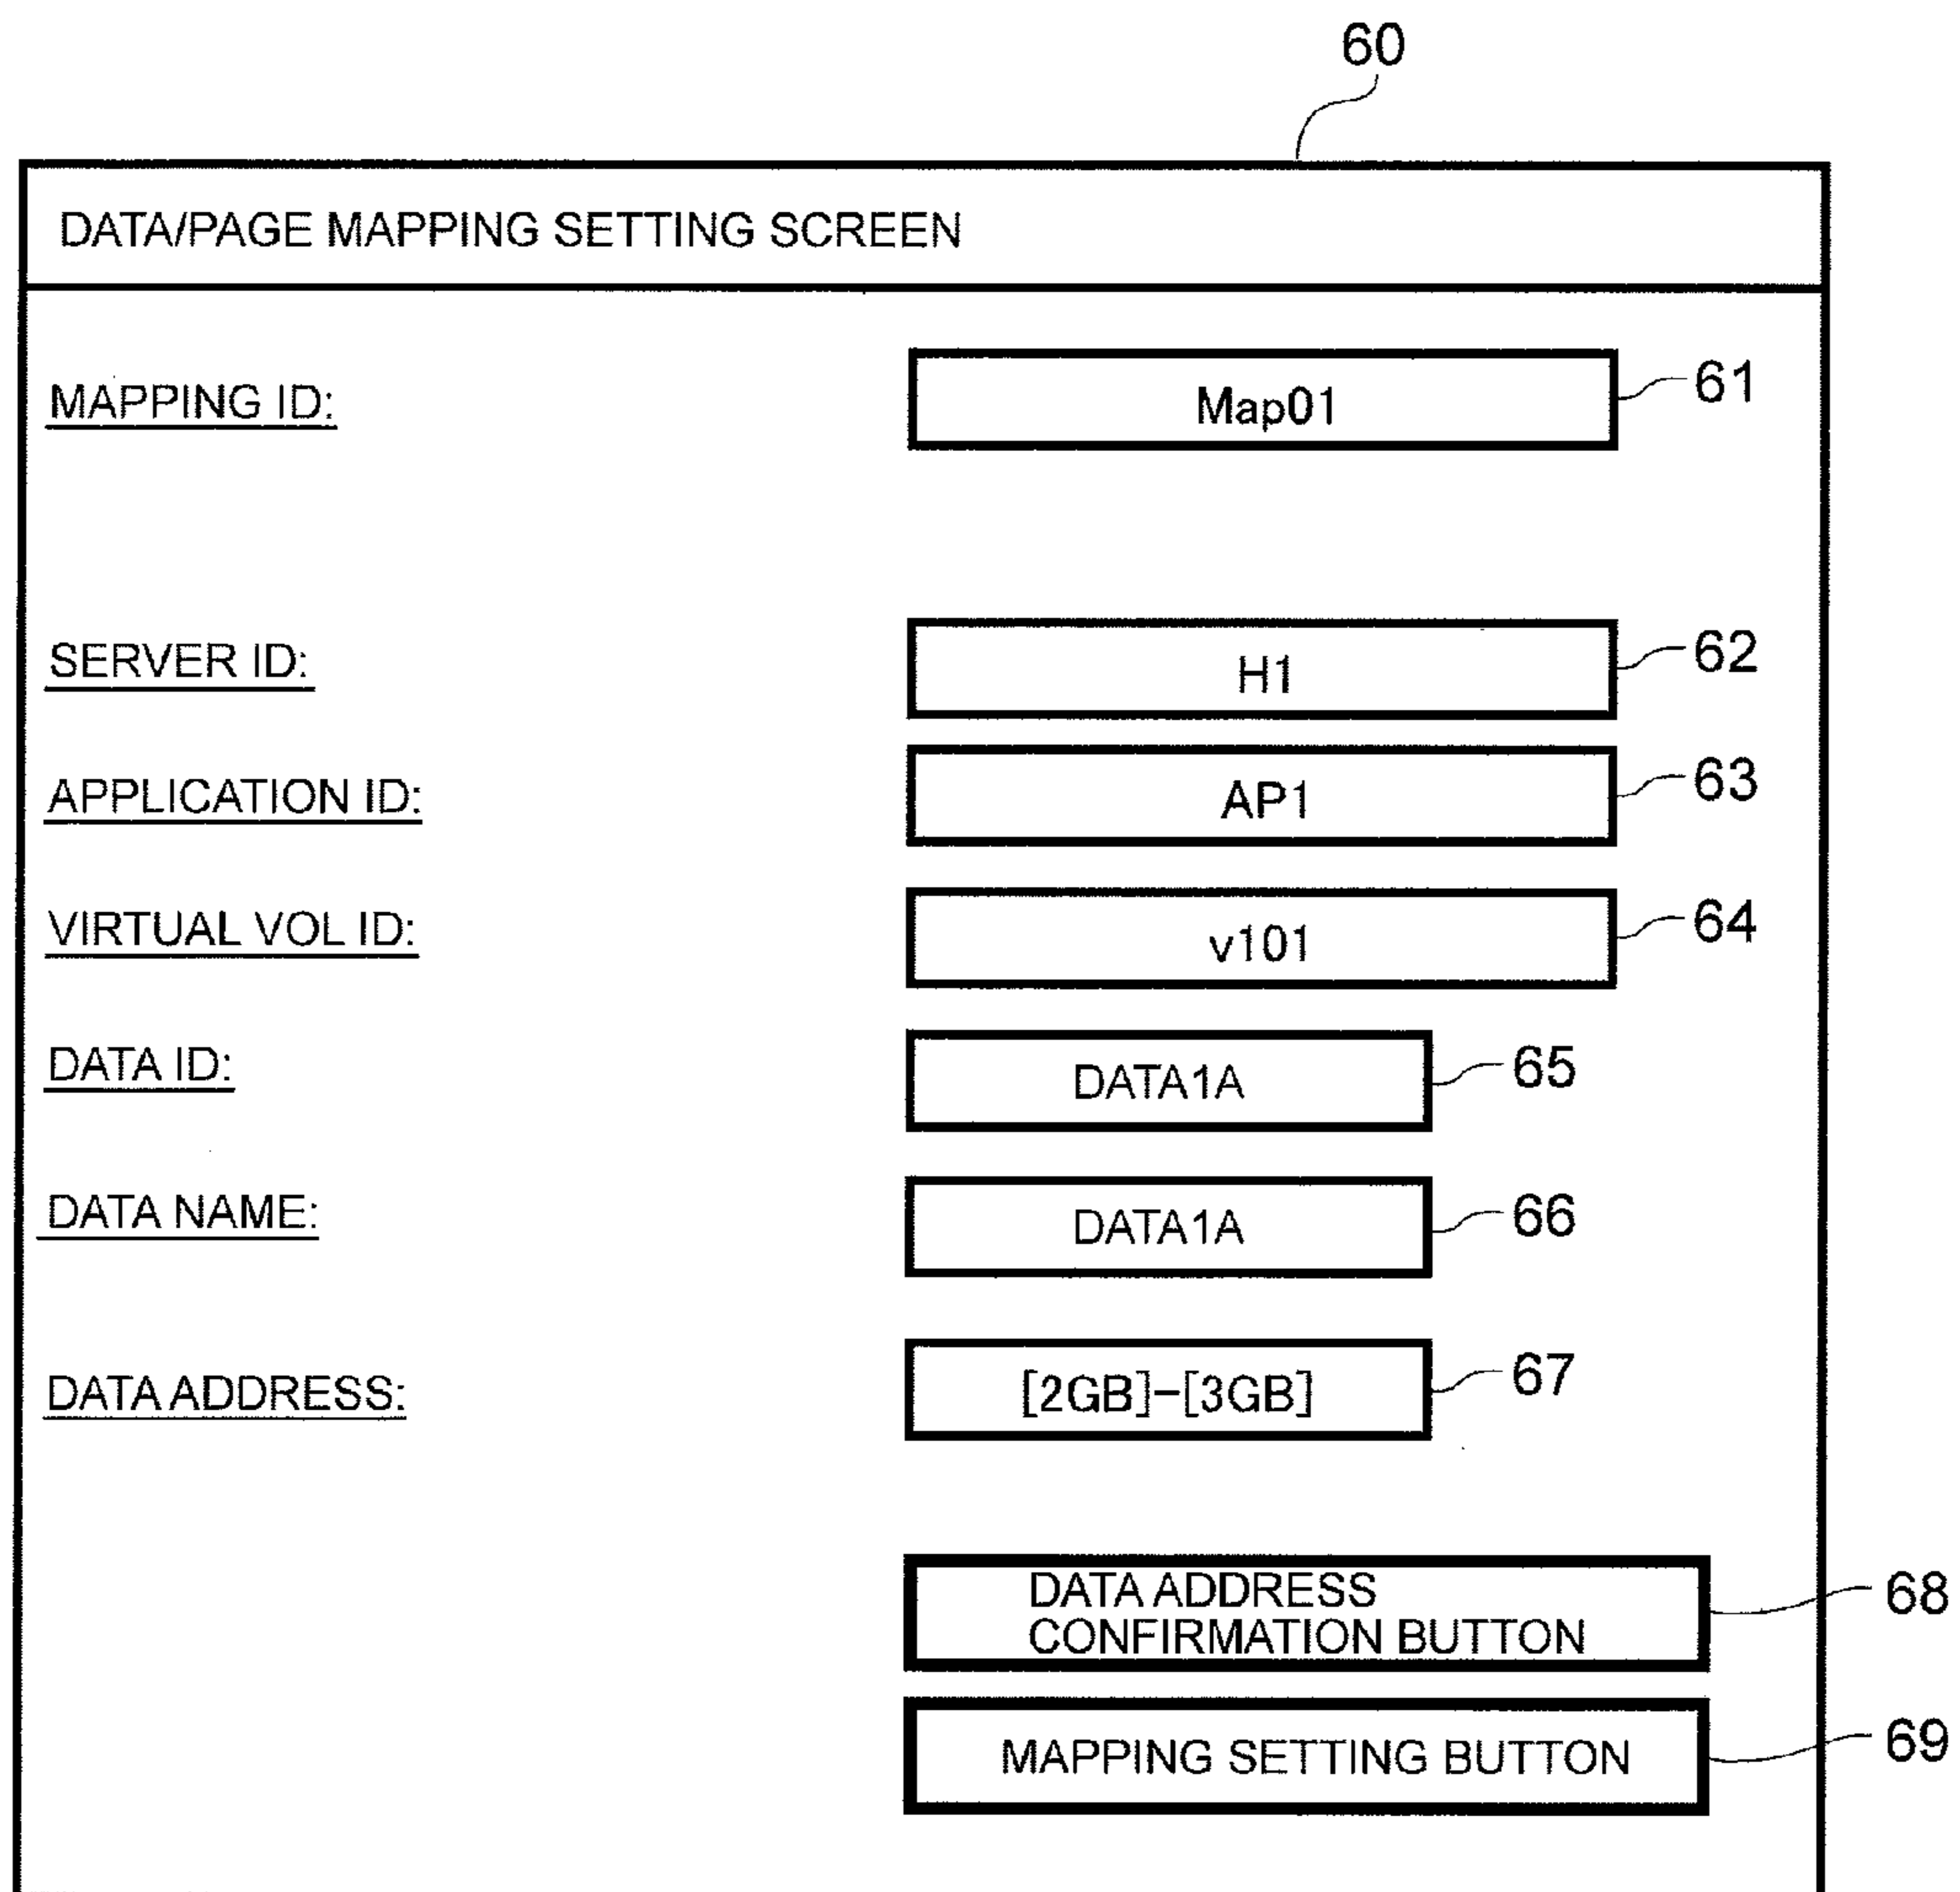 60
DATA/PAGE MAPPING SETTING SCREEN
MAPPING ID: Map01 61
SERVER ID: H1 62
APPLICATION ID: AP1 63
VIRTUAL VOL ID: v101 64
DATA ID: DATA1A 65
DATA NAME: DATA1A 66
DATA ADDRESS: [2GB]-[3GB] 67
DATA ADDRESS
CONFIRMATION BUTTON 68
MAPPING SETTING BUTTON 69